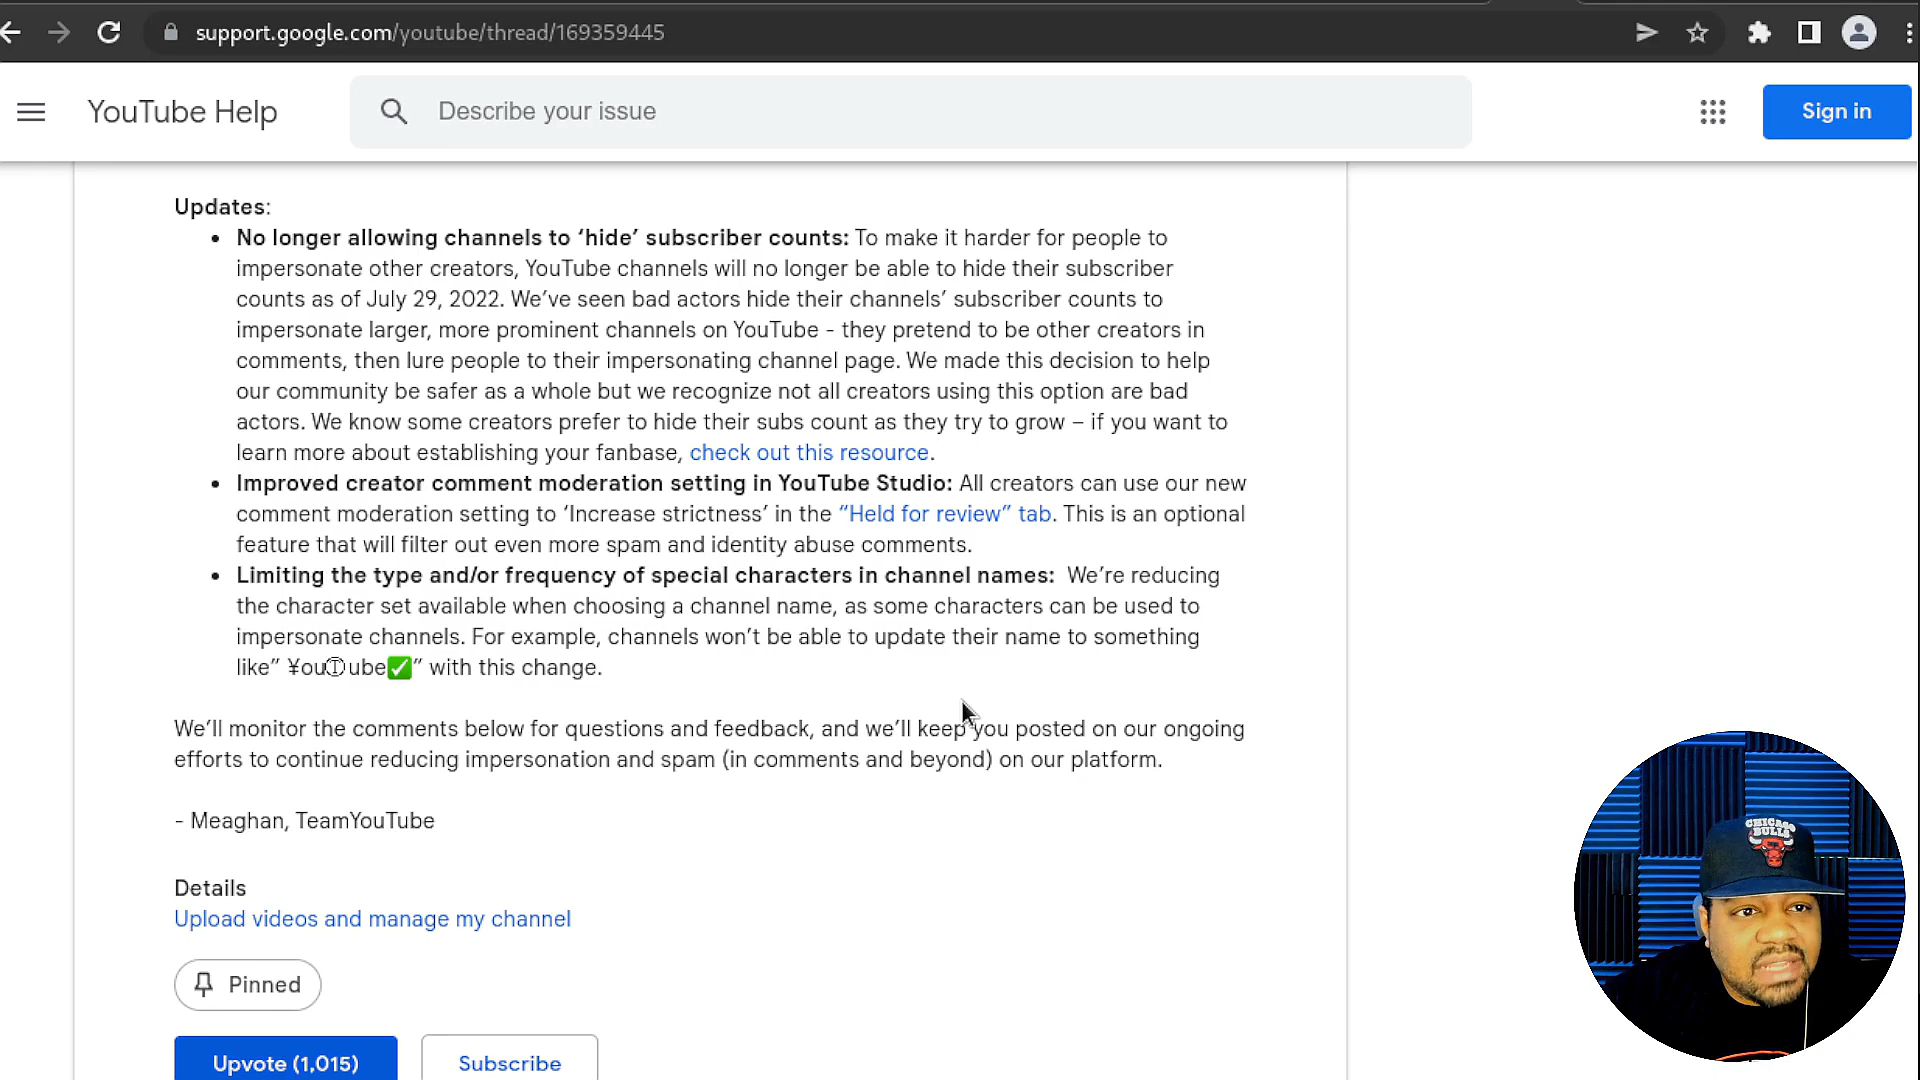 support.google.com/youtube/thread/169359445
YouTube Help
Describe your issue
Sign in
Updates:
• No longer allowing channels to ‘hide’ subscriber counts: To make it harder for people to
impersonate other creators, YouTube channels will no longer be able to hide their subscriber
counts as of July 29, 2022. We’ve seen bad actors hide their channels’ subscriber counts to
impersonate larger, more prominent channels on YouTube - they pretend to be other creators in
comments, then lure people to their impersonating channel page. We made this decision to help
our community be safer as a whole but we recognize not all creators using this option are bad
actors. We know some creators prefer to hide their subs count as they try to grow – if you want to
learn more about establishing your fanbase, check out this resource.
• Improved creator comment moderation setting in YouTube Studio: All creators can use our new
comment moderation setting to ‘Increase strictness’ in the “Held for review” tab. This is an optional
feature that will filter out even more spam and identity abuse comments.
• Limiting the type and/or frequency of special characters in channel names: We’re reducing
the character set available when choosing a channel name, as some characters can be used to
impersonate channels. For example, channels won’t be able to update their name to something
like” ¥ouⓉube✅” with this change.
We’ll monitor the comments below for questions and feedback, and we’ll keep you posted on our ongoing
efforts to continue reducing impersonation and spam (in comments and beyond) on our platform.
- Meaghan, TeamYouTube
Details
Upload videos and manage my channel
Pinned
Upvote (1,015)
Subscribe
CHICAGO
BULLS